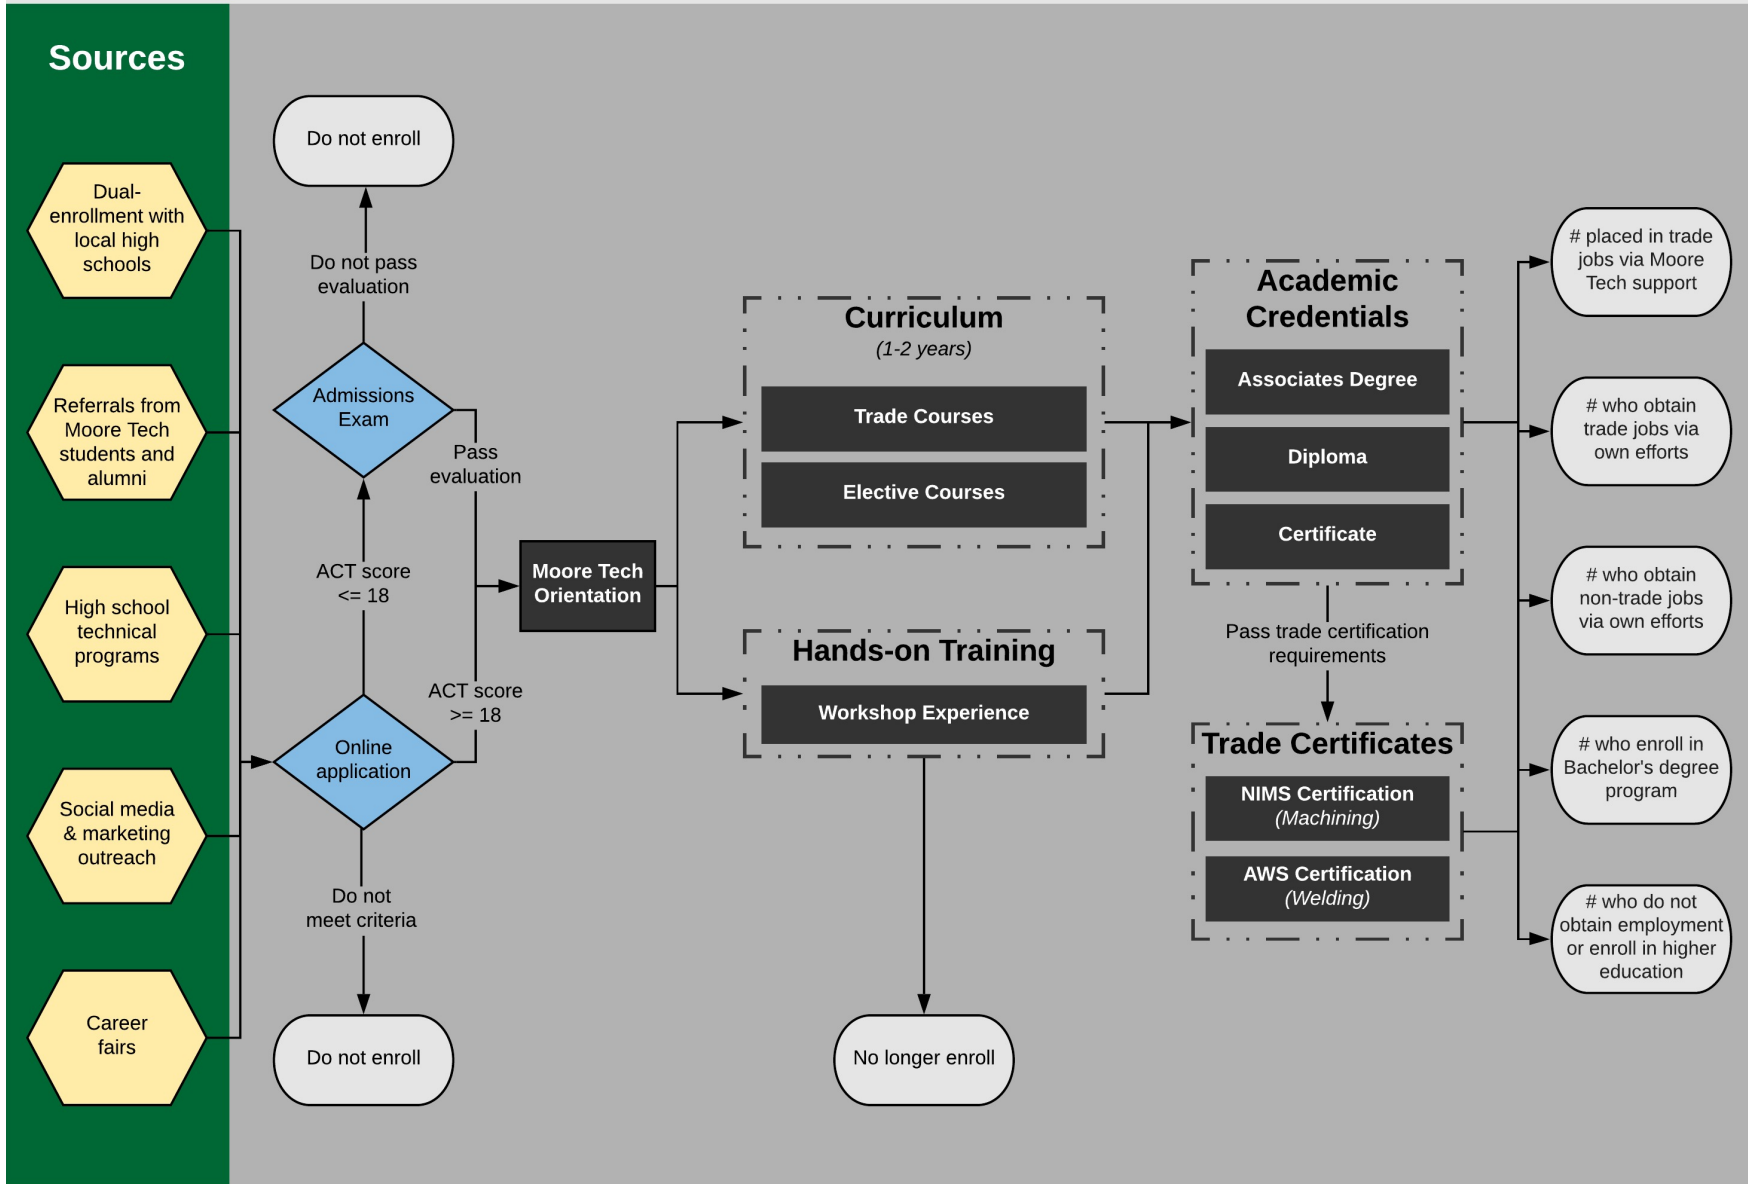 Sources
Dual-
enrollment with
local high
schools
Referrals from
Moore Tech
students and
alumni
High school
technical
programs
Social media
& marketing
outreach
Career
fairs
Do not enroll
Do not pass
evaluation
Admissions
Exam
Pass
evaluation
ACT score
<= 18
ACT score
>= 18
Online
application
Do not
meet criteria
Do not enroll
Moore Tech
Orientation
Curriculum
(1-2 years)
Trade Courses
Elective Courses
Hands-on Training
Workshop Experience
No longer enroll
Academic
Credentials
Associates Degree
Diploma
Certificate
Pass trade certification
requirements
Trade Certificates
NIMS Certification
(Machining)
AWS Certification
(Welding)
# placed in trade
jobs via Moore
Tech support
# who obtain
trade jobs via
own efforts
# who obtain
non-trade jobs
via own efforts
# who enroll in
Bachelor's degree
program
# who do not
obtain employment
or enroll in higher
education